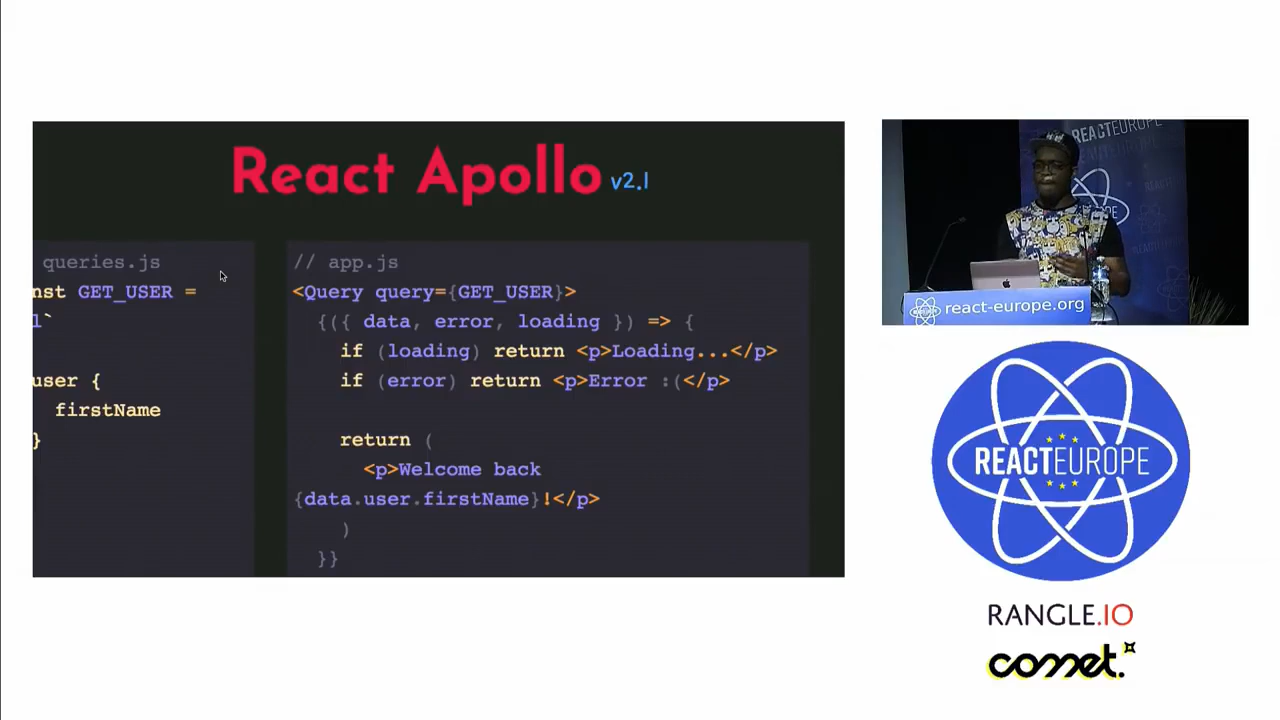 React Apollo v2.1
queries.js
nst GET_USER =
l`
user {
firstName
}
// app.js
<Query query={GET_USER}>
{({ data, error, loading }) => {
if (loading) return <p>Loading...</p>
if (error) return <p>Error :(</p>
return (
<p>Welcome back
{data.user.firstName}!</p>
)
}}
REACTEUROPE
react-europe.org
REACTEUROPE
RANGLE.IO
comet.